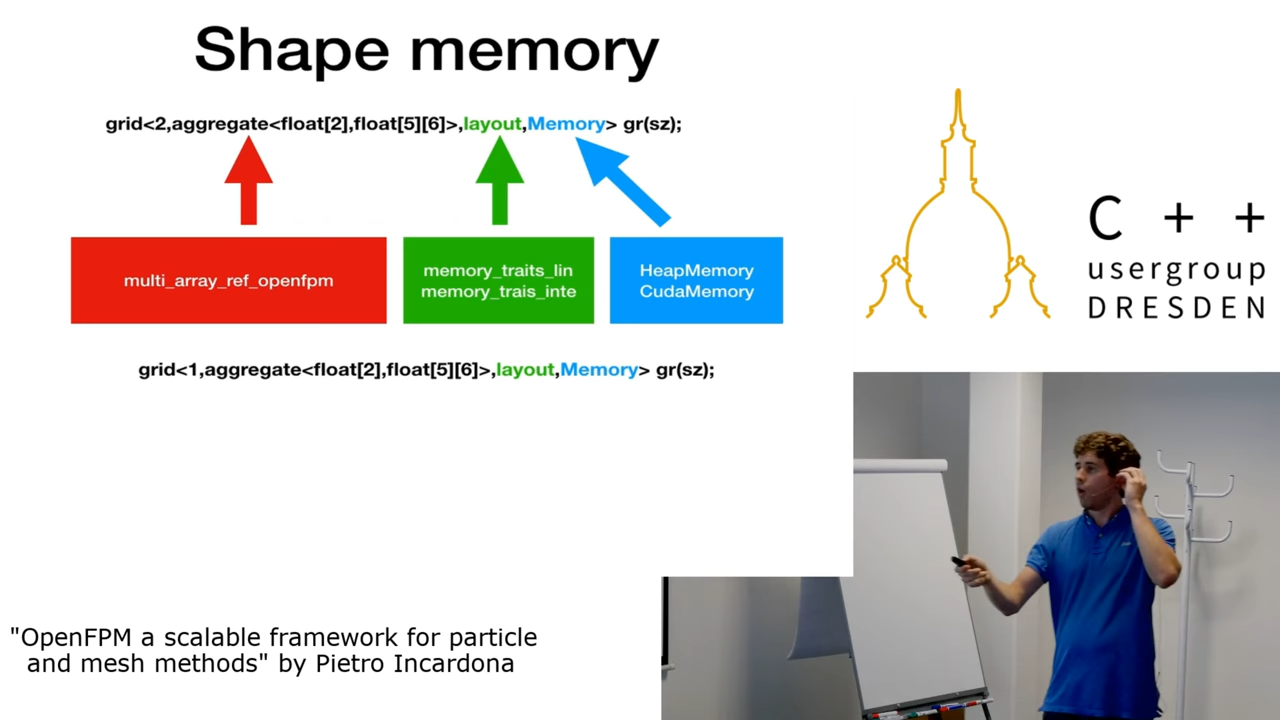 Shape memory
grid<2,aggregate<float[2],float[5][6]>,layout,Memory> gr(sz);
multi_array_ref_openfpm
memory_traits_lin
memory_trais_inte
HeapMemory
CudaMemory
grid<1,aggregate<float[2],float[5][6]>,layout,Memory> gr(sz);
C + +
usergroup
DRESDEN
"OpenFPM a scalable framework for particle
and mesh methods" by Pietro Incardona